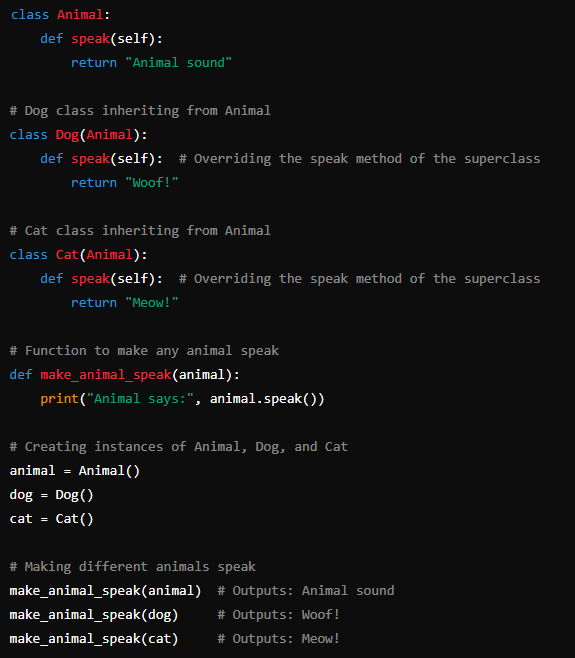 class Animal:
    def speak(self):
        return "Animal sound"

# Dog class inheriting from Animal
class Dog(Animal):
    def speak(self):  # Overriding the speak method of the superclass
        return "Woof!"

# Cat class inheriting from Animal
class Cat(Animal):
    def speak(self):  # Overriding the speak method of the superclass
        return "Meow!"

# Function to make any animal speak
def make_animal_speak(animal):
    print("Animal says:", animal.speak())

# Creating instances of Animal, Dog, and Cat
animal = Animal()
dog = Dog()
cat = Cat()

# Making different animals speak
make_animal_speak(animal)  # Outputs: Animal sound
make_animal_speak(dog)     # Outputs: Woof!
make_animal_speak(cat)     # Outputs: Meow!